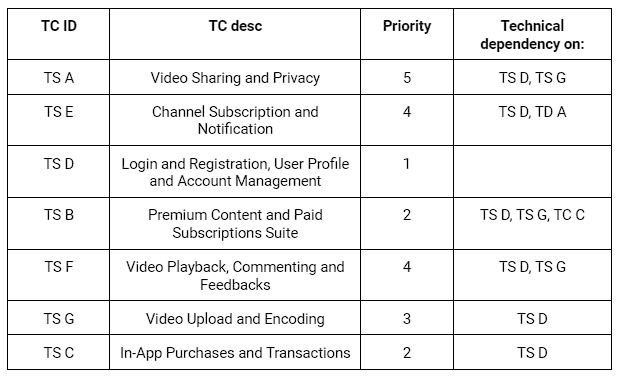 TC ID TC desc Priority Technical
dependency on:
TS A Video Sharing and Privacy 5 TS D, TS G
TS E Channel Subscription and 4 TS D, TD A
Notification
TS D Login and Registration, User Profile 1
and Account Management
TS B Premium Content and Paid 2 TS D, TS G, TC C
Subscriptions Suite
TS F Video Playback, Commenting and 4 TS D, TS G
Feedbacks
TS G Video Upload and Encoding 3 TS D
TS C In-App Purchases and Transactions 2 TS D